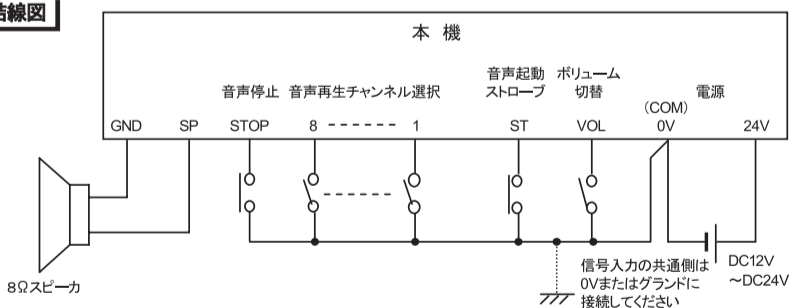 結線図
本 機
音声停止 音声再生チャンネル選択
音声起動
ストローブ
ボリューム
切替
電源
GND SP STOP 8 1 ST VOL
(COM)
0V
24V
8Ωスピーカ
信号入力の共通側は
0Vまたはグランドに
接続してください
DC12V
~DC24V